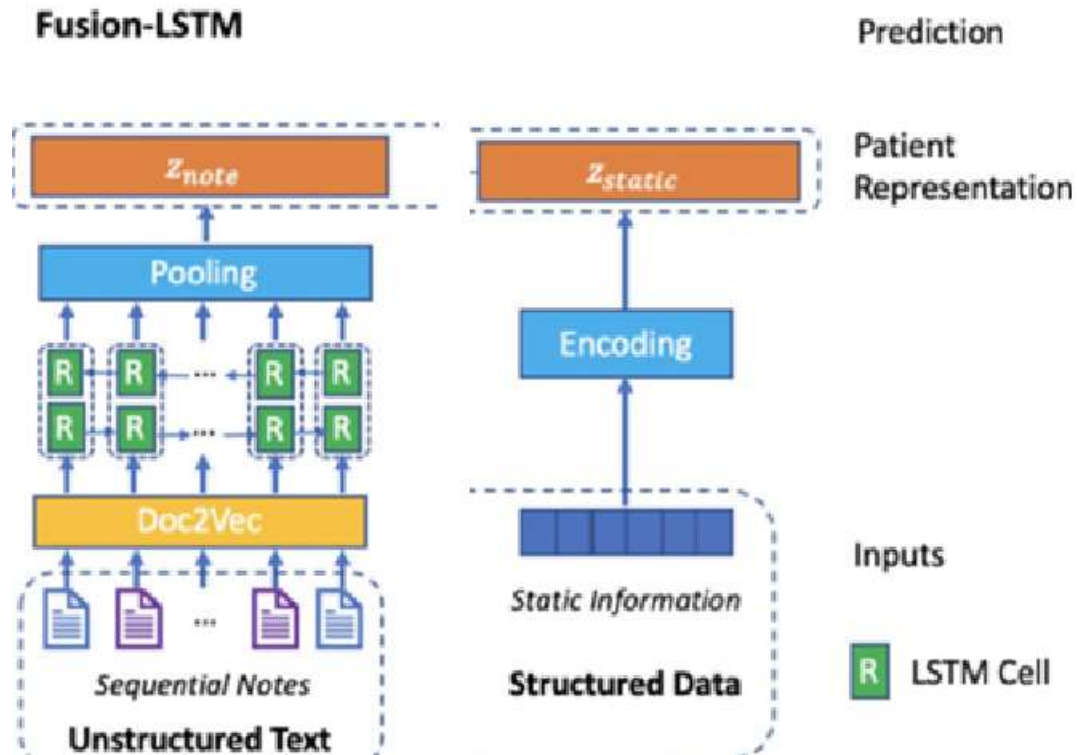 Fusion-LSTM
Prediction
z_note
z_static
Patient
Representation
Pooling
Encoding
R R ... R R
R R ... R R
Doc2Vec
Inputs
...
Static Information
Sequential Notes
Structured Data
R LSTM Cell
Unstructured Text